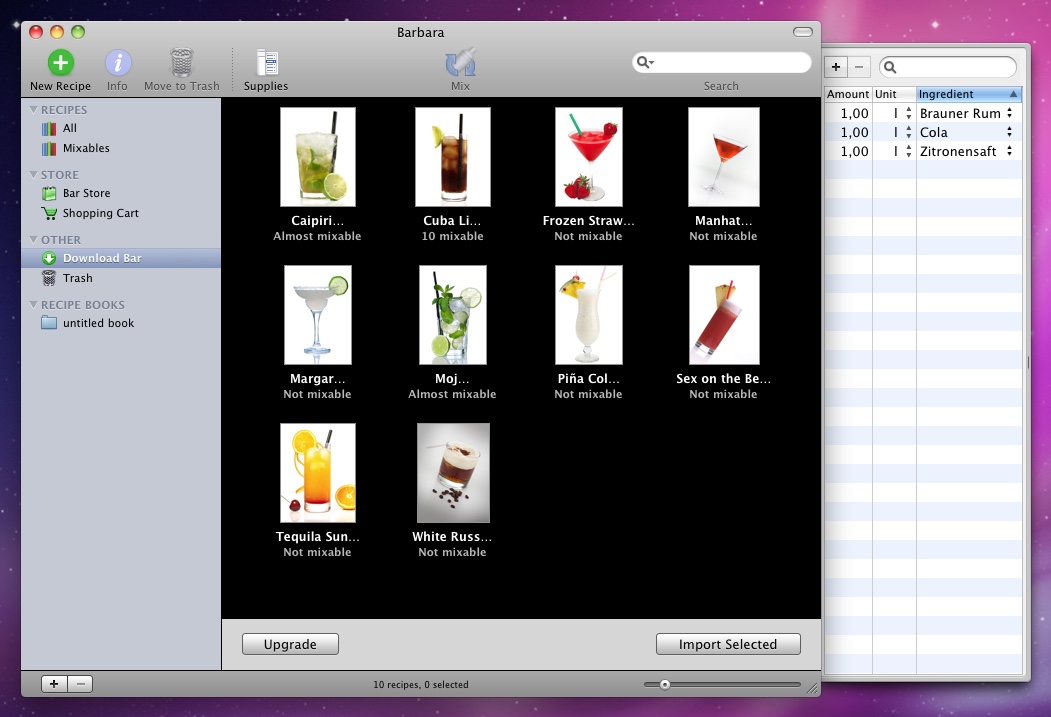 Barbara
New Recipe Info Move to Trash Supplies Mix Search
RECIPES
All
Mixables
STORE
Bar Store
Shopping Cart
OTHER
Download Bar
Trash
RECIPE BOOKS
untitled book
Caipiri... Cuba Li... Frozen Straw... Manhat...
Almost mixable 10 mixable Not mixable Not mixable
Margar... Moj... Piña Col... Sex on the Be...
Not mixable Almost mixable Not mixable Not mixable
Tequila Sun... White Russ...
Not mixable Not mixable
Upgrade Import Selected
10 recipes, 0 selected
Amount Unit Ingredient
1,00 l Brauner Rum
1,00 l Cola
1,00 l Zitronensaft